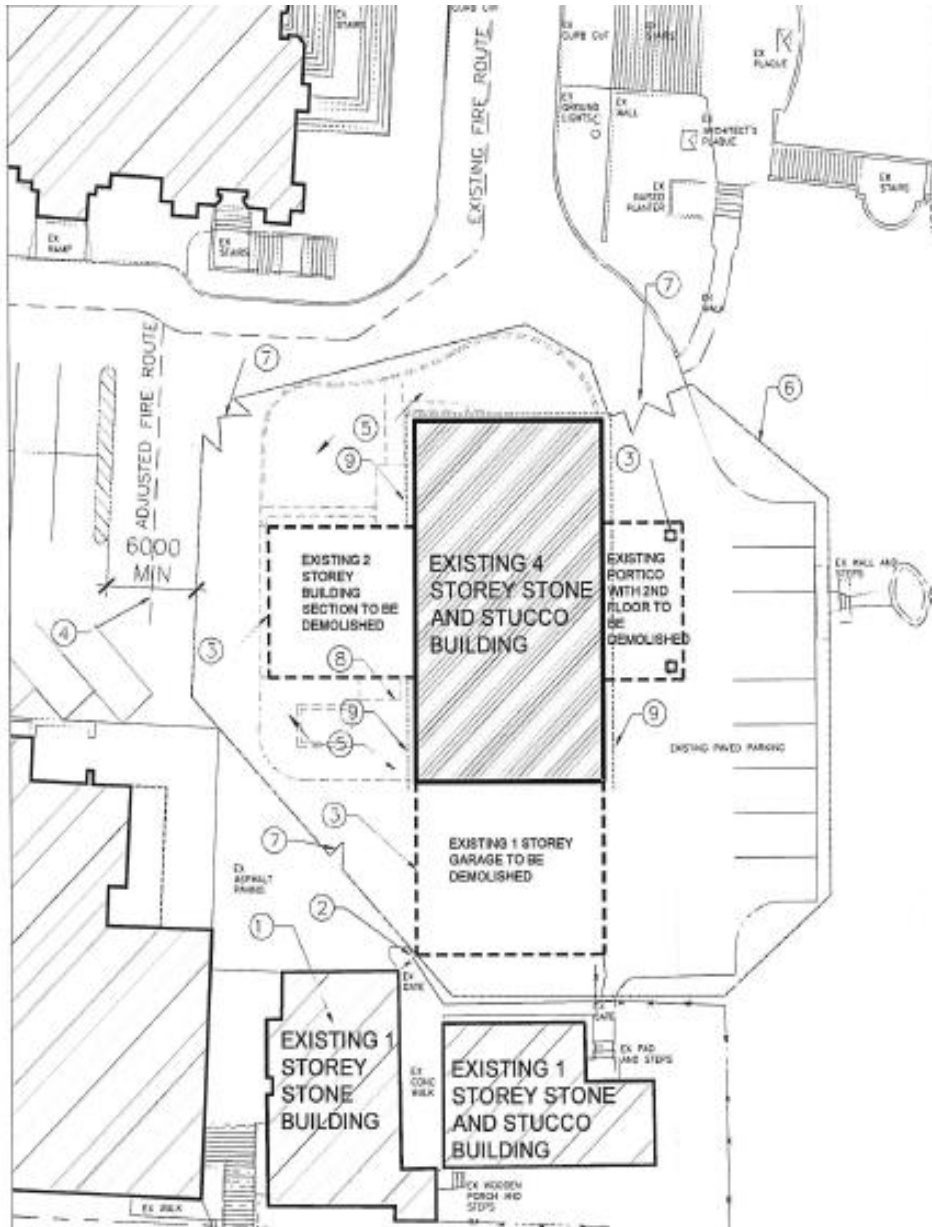 CURB CUT
EX
STAIRS
EX
CURB CUT
EX
STAIRS
EX
PLAQUE
EXISTING FIRE ROUTE
EX
GROUND
LIGHTS
EX
WALL
EX
ARCHITECT'S
PLAQUE
EX
STAIRS
EX
RAISED
PLANTER
EX
RAMP
EX
STAIRS
EX
WALK
7
7
ADJUSTED FIRE ROUTE
6
5
9
3
6000
MIN
EXISTING 2
STOREY
BUILDING
SECTION TO BE
DEMOLISHED
EXISTING 4
STOREY STONE
AND STUCCO
BUILDING
EXISTING
PORTICO
WITH 2ND
FLOOR TO
BE
DEMOLISHED
EX WALL AND
STEPS
4
3
8
9
5
9
EXISTING PAVED PARKING
3
7
EXISTING 1 STOREY
GARAGE TO BE
DEMOLISHED
EX
ASPHALT
PAVING
1
2
EX
GATE
EX
GATE
EXISTING 1
STOREY
STONE
BUILDING
EX
CONC
WALK
EXISTING 1
STOREY STONE
AND STUCCO
BUILDING
EX PAD
AND STEPS
EX WOODEN
PORCH AND
STEPS
EX WALK